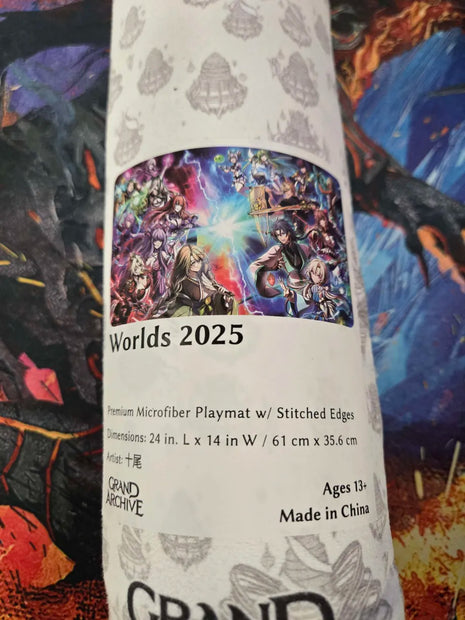 Worlds 2025
Premium Microfiber Playmat w/ Stitched Edges
Dimensions: 24 in. L x 14 in W / 61 cm x 35.6 cm
Artist: 十尾
GRAND
ARCHIVE
Ages 13+
Made in China
GRAND